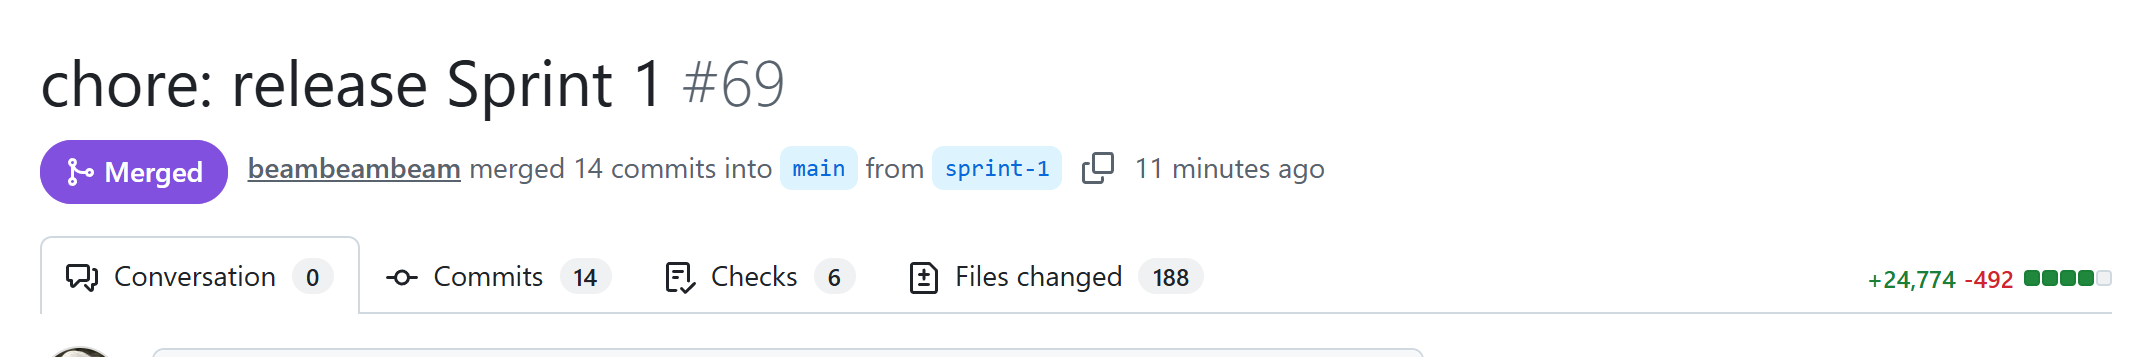 chore: release Sprint 1 #69
Merged beambeambeam merged 14 commits into main from sprint-1 11 minutes ago
Conversation 0 Commits 14 Checks 6 Files changed 188 +24,774 -492